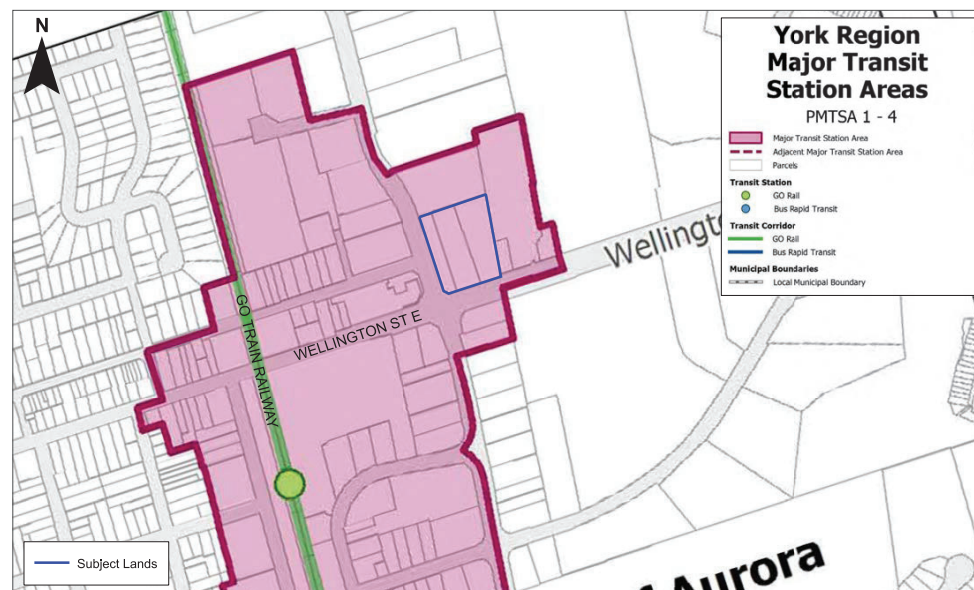 N
York Region
Major Transit
Station Areas
PMTSA 1 - 4
Major Transit Station Area
Adjacent Major Transit Station Area
Parcels
Transit Station
GO Rail
Bus Rapid Transit
Transit Corridor
GO Rail
Bus Rapid Transit
Municipal Boundaries
Local Municipal Boundary
GO TRAIN RAILWAY
WELLINGTON ST E
Subject Lands
Aurora